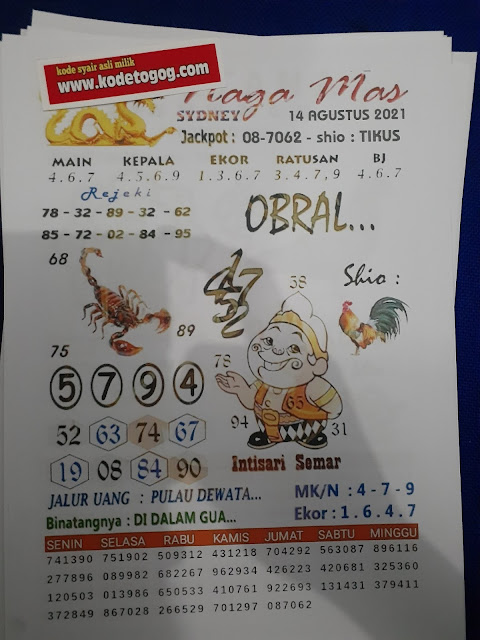 kode syair asli milik
www.kodetogog.com
Naga Mas
SYDNEY 14 AGUSTUS 2021
Jackpot : 08-7062 - shio : TIKUS
MAIN KEPALA EKOR RATUSAN BJ
4.6.7 4.5.6.9 1.3.6.7 3.4.7,9 4.6.7
Rejeki
78 - 32 - 89 - 32 - 62
85 - 72 - 02 - 84 - 95
OBRAL...
68
Shio :
38
89
75
78
5 7 9 4
65
94
31
52 63 74 67
19 08 84 90
Intisari Semar
JALUR UANG : PULAU DEWATA...
MK/N : 4 - 7 - 9
Binatangnya : DI DALAM GUA...
Ekor : 1.6.4.7
SENIN SELASA RABU KAMIS JUMAT SABTU MINGGU
741390 751902 509312 431218 704292 563087 896116
277896 089982 682267 962934 426223 420681 325360
120503 013986 650533 410761 922693 131431 379411
372849 867028 266529 701297 087062